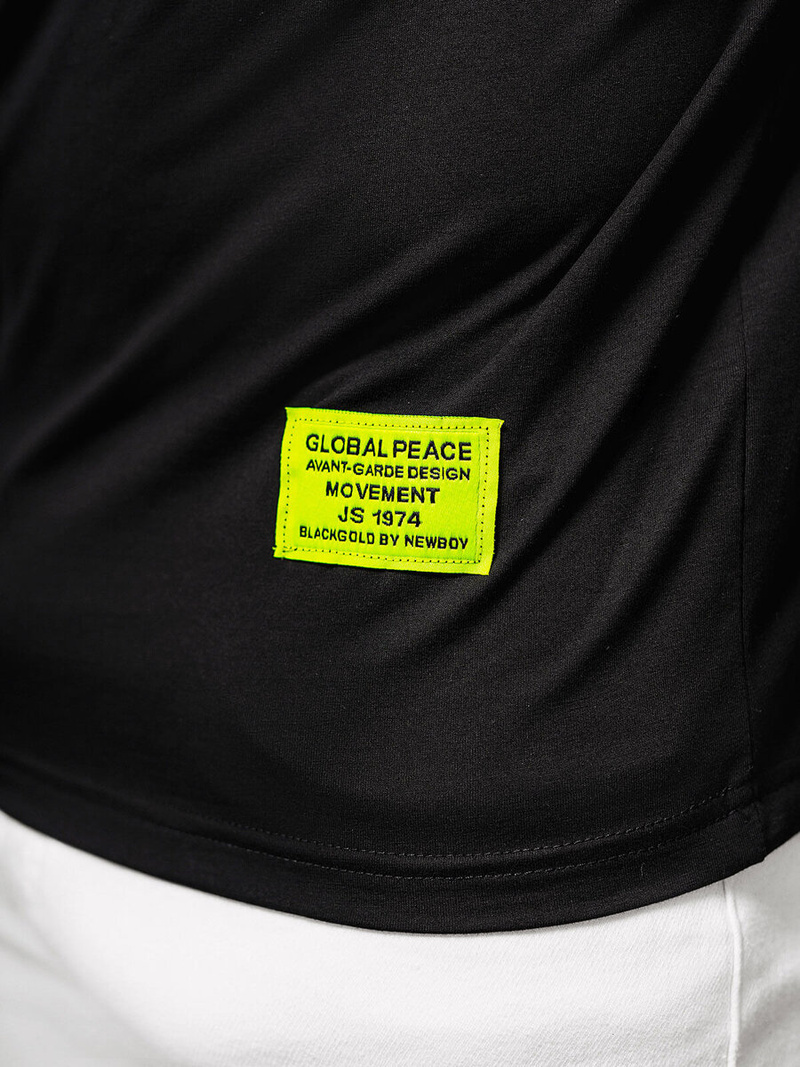 GLOBAL PEACE
AVANT-GARDE DESIGN
MOVEMENT
JS 1974
BLACKGOLD BY NEWBOY